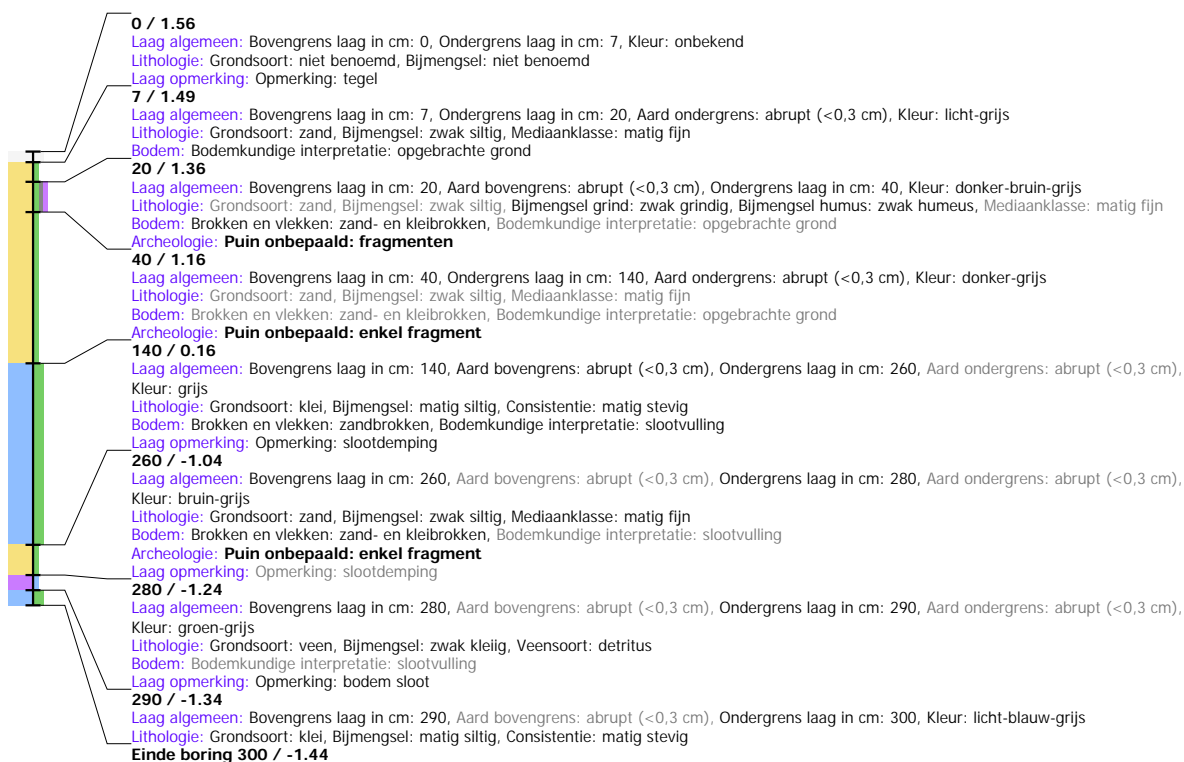 0 / 1.56
Laag algemeen: Bovengrens laag in cm: 0, Ondergrens laag in cm: 7, Kleur: onbekend
Lithologie: Grondsoort: niet benoemd, Bijmengsel: niet benoemd
Laag opmerking: Opmerking: tegel
7 / 1.49
Laag algemeen: Bovengrens laag in cm: 7, Ondergrens laag in cm: 20, Aard ondergrens: abrupt (<0,3 cm), Kleur: licht-grijs
Lithologie: Grondsoort: zand, Bijmengsel: zwak siltig, Mediaanklasse: matig fijn
Bodem: Bodemkundige interpretatie: opgebrachte grond
20 / 1.36
Laag algemeen: Bovengrens laag in cm: 20, Aard bovengrens: abrupt (<0,3 cm), Ondergrens laag in cm: 40, Kleur: donker-bruin-grijs
Lithologie: Grondsoort: zand, Bijmengsel: zwak siltig, Bijmengsel grind: zwak grindig, Bijmengsel humus: zwak humeus, Mediaanklasse: matig fijn
Bodem: Brokken en vlekken: zand- en kleibrokken, Bodemkundige interpretatie: opgebrachte grond
Archeologie: Puin onbepaald: fragmenten
40 / 1.16
Laag algemeen: Bovengrens laag in cm: 40, Ondergrens laag in cm: 140, Aard ondergrens: abrupt (<0,3 cm), Kleur: donker-grijs
Lithologie: Grondsoort: zand, Bijmengsel: zwak siltig, Mediaanklasse: matig fijn
Bodem: Brokken en vlekken: zand- en kleibrokken, Bodemkundige interpretatie: opgebrachte grond
Archeologie: Puin onbepaald: enkel fragment
140 / 0.16
Laag algemeen: Bovengrens laag in cm: 140, Aard bovengrens: abrupt (<0,3 cm), Ondergrens laag in cm: 260, Aard ondergrens: abrupt (<0,3 cm),
Kleur: grijs
Lithologie: Grondsoort: klei, Bijmengsel: matig siltig, Consistentie: matig stevig
Bodem: Brokken en vlekken: zandbrokken, Bodemkundige interpretatie: slootvulling
Laag opmerking: Opmerking: slootdemping
260 / -1.04
Laag algemeen: Bovengrens laag in cm: 260, Aard bovengrens: abrupt (<0,3 cm), Ondergrens laag in cm: 280, Aard ondergrens: abrupt (<0,3 cm),
Kleur: bruin-grijs
Lithologie: Grondsoort: zand, Bijmengsel: zwak siltig, Mediaanklasse: matig fijn
Bodem: Brokken en vlekken: zand- en kleibrokken, Bodemkundige interpretatie: slootvulling
Archeologie: Puin onbepaald: enkel fragment
Laag opmerking: Opmerking: slootdemping
280 / -1.24
Laag algemeen: Bovengrens laag in cm: 280, Aard bovengrens: abrupt (<0,3 cm), Ondergrens laag in cm: 290, Aard ondergrens: abrupt (<0,3 cm),
Kleur: groen-grijs
Lithologie: Grondsoort: veen, Bijmengsel: zwak kleiig, Veensoort: detritus
Bodem: Bodemkundige interpretatie: slootvulling
Laag opmerking: Opmerking: bodem sloot
290 / -1.34
Laag algemeen: Bovengrens laag in cm: 290, Aard bovengrens: abrupt (<0,3 cm), Ondergrens laag in cm: 300, Kleur: licht-blauw-grijs
Lithologie: Grondsoort: klei, Bijmengsel: matig siltig, Consistentie: matig stevig
Einde boring 300 / -1.44